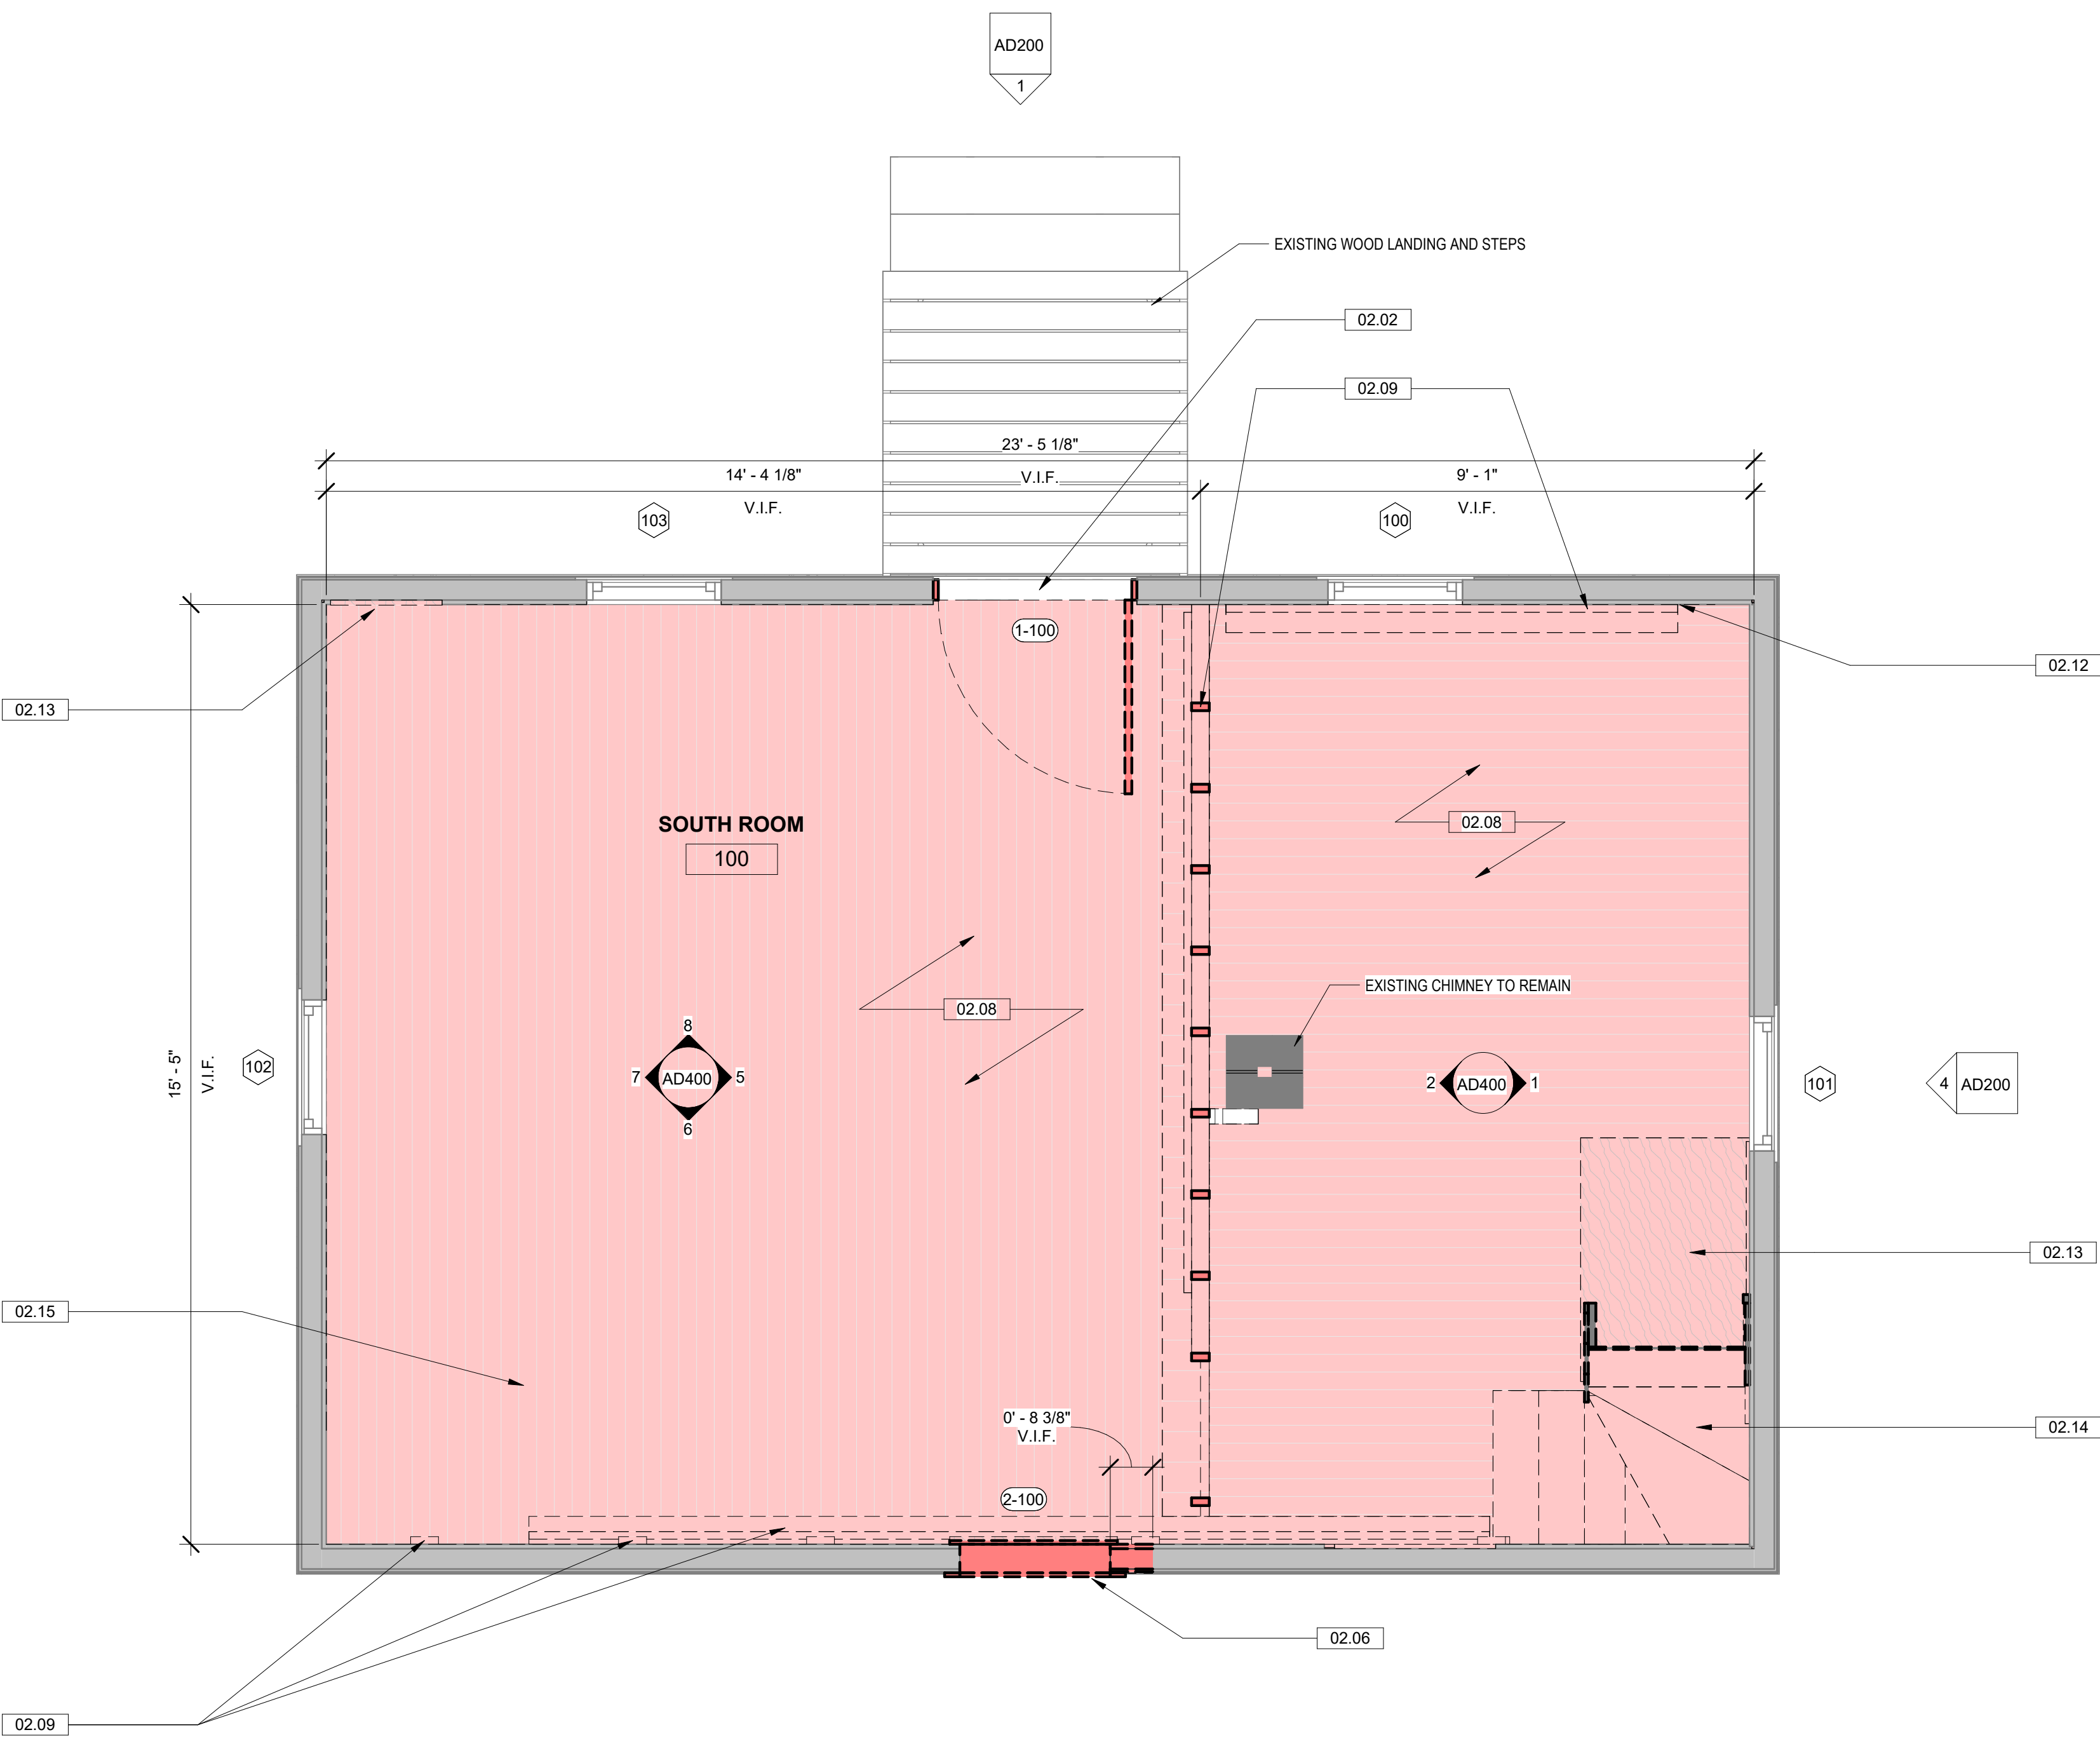 AD200
1
EXISTING WOOD LANDING AND STEPS
02.02
02.09
23' - 5 1/8"
V.I.F.
14' - 4 1/8"
V.I.F.
9' - 1"
V.I.F.
103
100
1-100
02.12
02.13
SOUTH ROOM
100
02.08
02.08
EXISTING CHIMNEY TO REMAIN
15' - 5"
V.I.F.
102
8
7
AD400
5
6
2
AD400
1
101
4
AD200
02.13
02.15
0' - 8 3/8"
V.I.F.
02.14
2-100
02.06
02.09